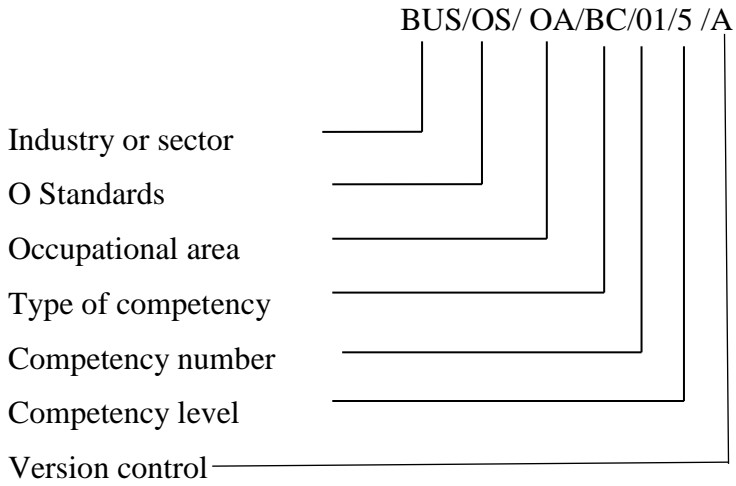 BUS/OS/ OA/BC/01/5 /A
Industry or sector
O Standards
Occupational area
Type of competency
Competency number
Competency level
Version control